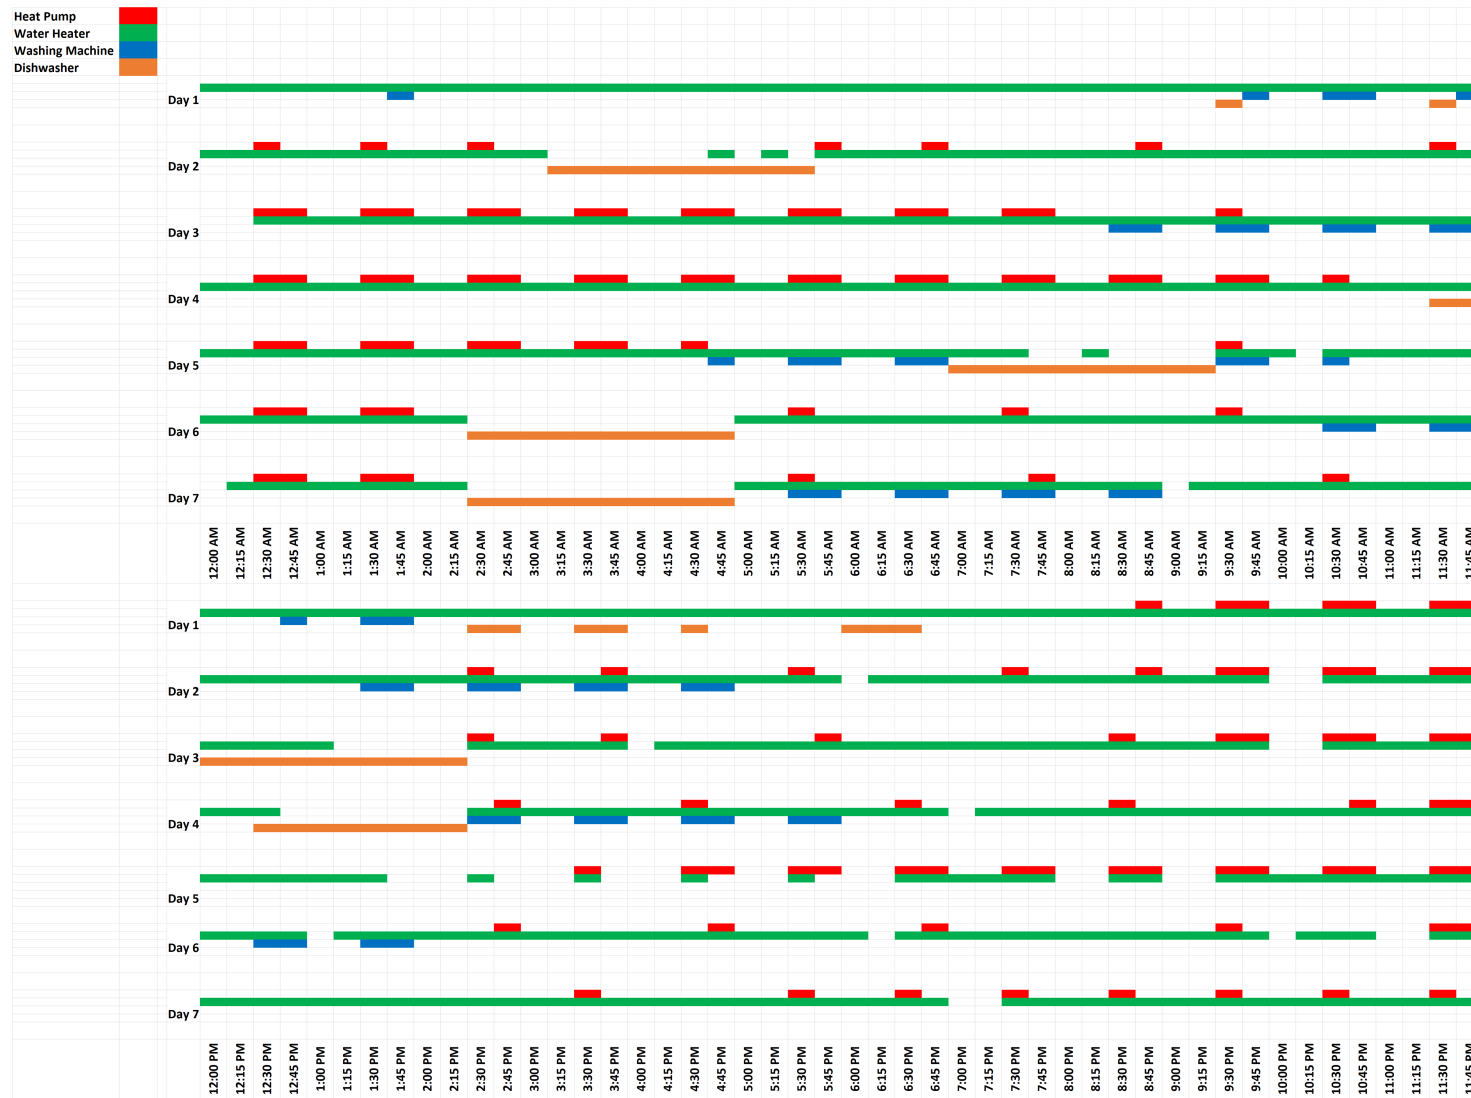 Heat Pump
Water Heater
Washing Machine
Dishwasher
Day 1
Day 2
Day 3
Day 4
Day 5
Day 6
Day 7
12:00 AM
12:15 AM
12:30 AM
12:45 AM
1:00 AM
1:15 AM
1:30 AM
1:45 AM
2:00 AM
2:15 AM
2:30 AM
2:45 AM
3:00 AM
3:15 AM
3:30 AM
3:45 AM
4:00 AM
4:15 AM
4:30 AM
4:45 AM
5:00 AM
5:15 AM
5:30 AM
5:45 AM
6:00 AM
6:15 AM
6:30 AM
6:45 AM
7:00 AM
7:15 AM
7:30 AM
7:45 AM
8:00 AM
8:15 AM
8:30 AM
8:45 AM
9:00 AM
9:15 AM
9:30 AM
9:45 AM
10:00 AM
10:15 AM
10:30 AM
10:45 AM
11:00 AM
11:15 AM
11:30 AM
11:45 AM
Day 1
Day 2
Day 3
Day 4
Day 5
Day 6
Day 7
12:00 PM
12:15 PM
12:30 PM
12:45 PM
1:00 PM
1:15 PM
1:30 PM
1:45 PM
2:00 PM
2:15 PM
2:30 PM
2:45 PM
3:00 PM
3:15 PM
3:30 PM
3:45 PM
4:00 PM
4:15 PM
4:30 PM
4:45 PM
5:00 PM
5:15 PM
5:30 PM
5:45 PM
6:00 PM
6:15 PM
6:30 PM
6:45 PM
7:00 PM
7:15 PM
7:30 PM
7:45 PM
8:00 PM
8:15 PM
8:30 PM
8:45 PM
9:00 PM
9:15 PM
9:30 PM
9:45 PM
10:00 PM
10:15 PM
10:30 PM
10:45 PM
11:00 PM
11:15 PM
11:30 PM
11:45 PM